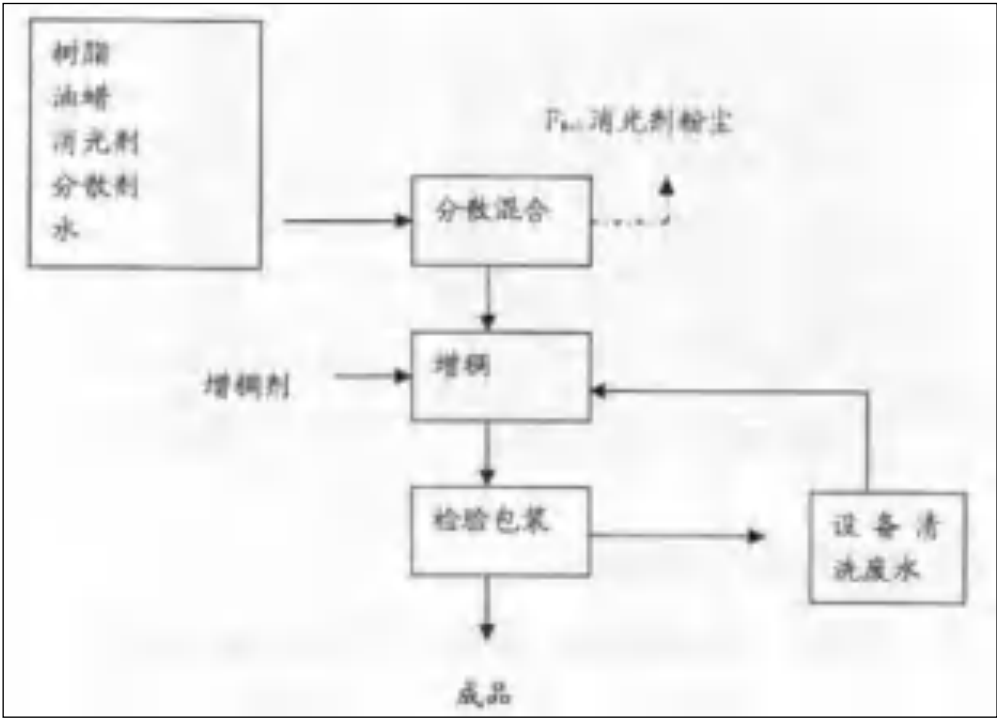 树脂
油蜡
消光剂
分散剂
水
消光剂粉尘
分散混合
增稠
增稠剂
检验包装
设备清
洗废水
成品